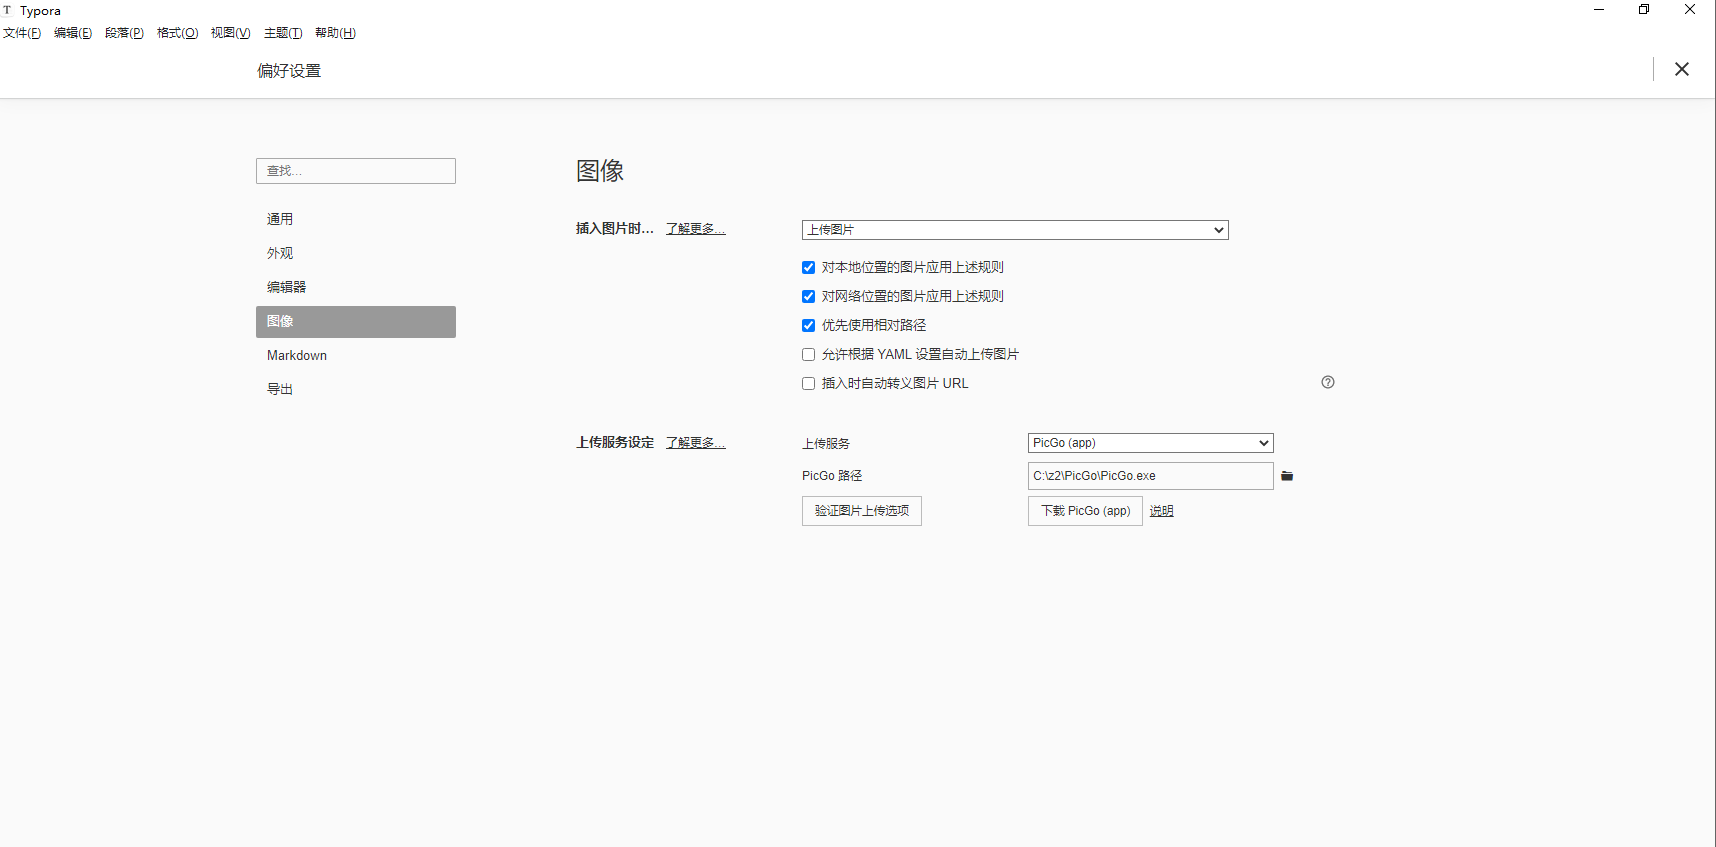 Typora
文件(F) 编辑(E) 段落(P) 格式(O) 视图(V) 主题(T) 帮助(H)
偏好设置
查找...
通用
外观
编辑器
图像
Markdown
导出
图像
插入图片时... 了解更多... 上传图片
对本地位置的图片应用上述规则
对网络位置的图片应用上述规则
优先使用相对路径
允许根据 YAML 设置自动上传图片
插入时自动转义图片 URL
上传服务设定 了解更多... 上传服务 PicGo (app)
PicGo 路径 C:\z2\PicGo\PicGo.exe
验证图片上传选项 下载 PicGo (app) 说明